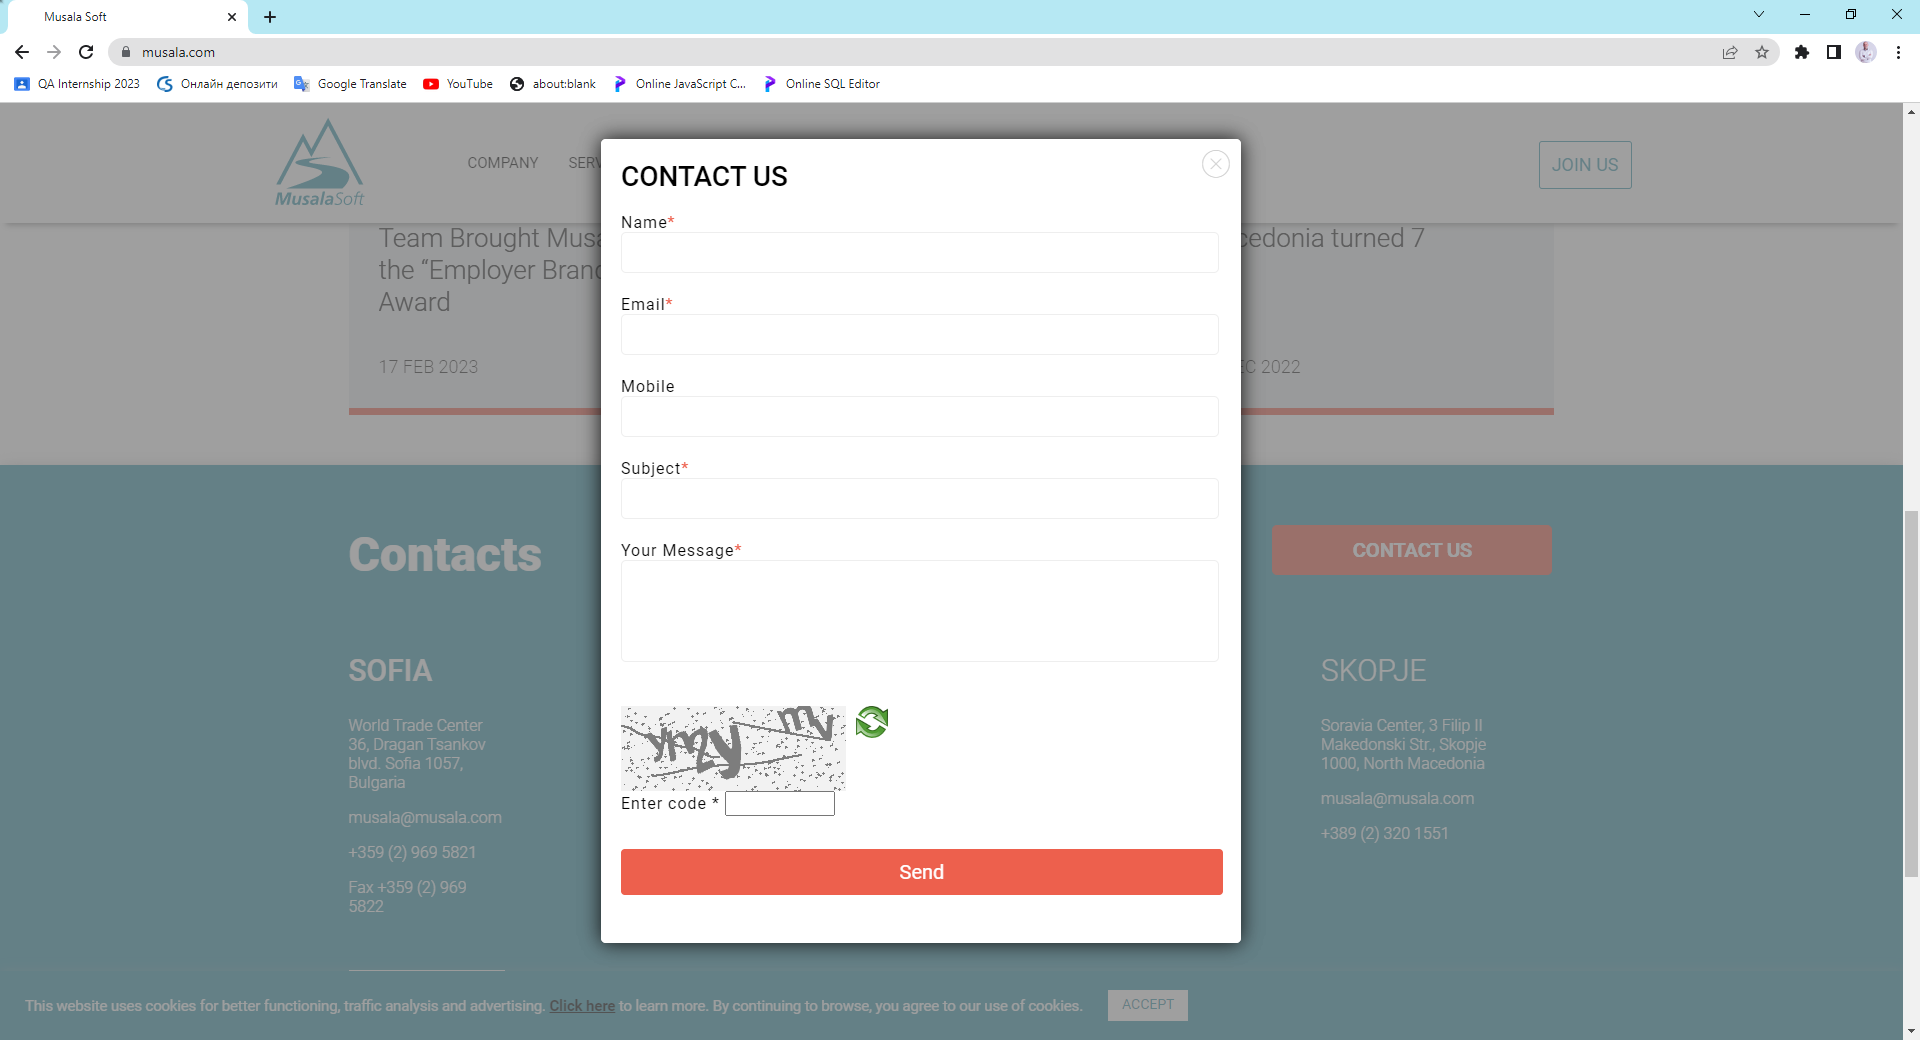 Musala Soft
musala.com
QA Internship 2023
Онлайн депозити
Google Translate
YouTube
about:blank
Online JavaScript C...
Online SQL Editor
MusalaSoft
COMPANY
SERV
JOIN US
Team Brought Musa
the “Employer Brand
Award
17 FEB 2023
cedonia turned 7
EC 2022
CONTACT US
Name*
Email*
Mobile
Subject*
Your Message*
Enter code *
Send
Contacts
CONTACT US
SOFIA
World Trade Center
36, Dragan Tsankov
blvd. Sofia 1057,
Bulgaria
musala@musala.com
+359 (2) 969 5821
Fax +359 (2) 969
5822
SKOPJE
Soravia Center, 3 Filip II
Makedonski Str., Skopje
1000, North Macedonia
musala@musala.com
+389 (2) 320 1551
This website uses cookies for better functioning, traffic analysis and advertising. Click here to learn more. By continuing to browse, you agree to our use of cookies.
ACCEPT